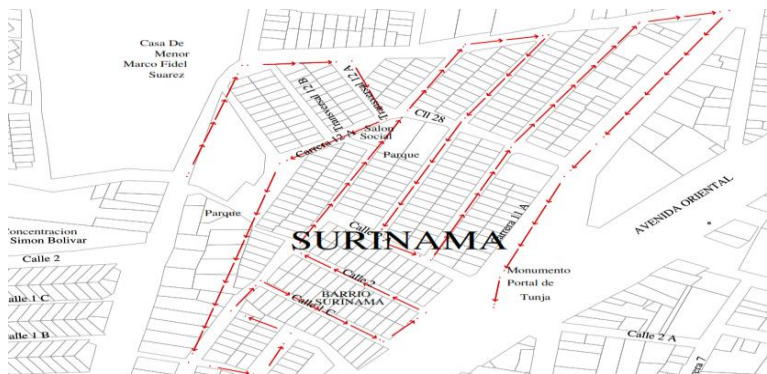 Casa De
Menor
Marco Fidel
Suarez
Transversal 12 B
Transversal 12 A
Cll 28
Carrera 12 A
Salon
Social
Parque
Parque
AVENIDA ORIENTAL
Concentracion
Simon Bolivar
Calle 2
SURINAMA
Calle 2
Monumento
Portal de
Tunja
BARRIO
SURINAMA
Calle 1 C
Calle 1 B
Calle 2 A